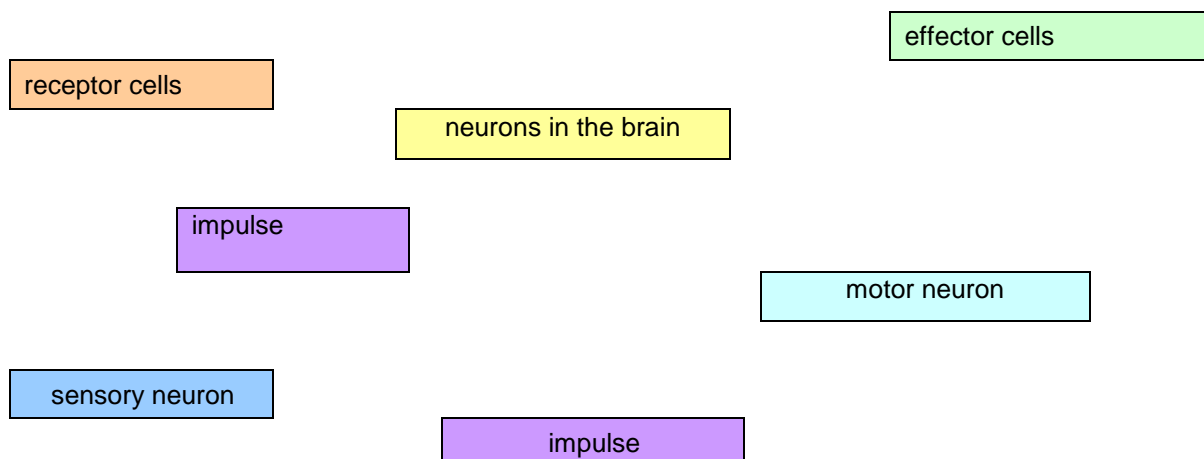 effector cells
receptor cells
neurons in the brain
impulse
motor neuron
sensory neuron
impulse